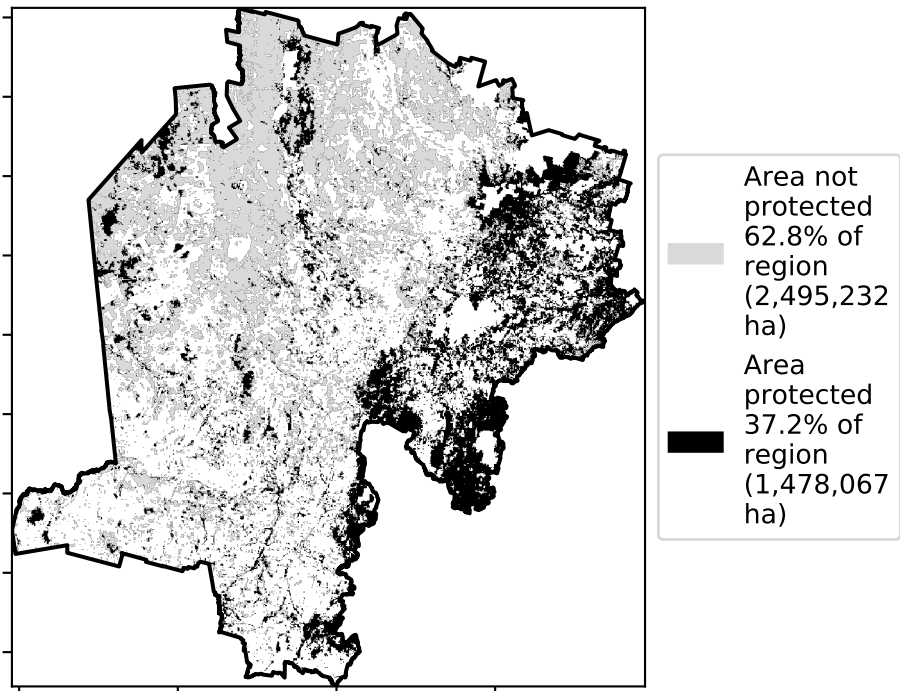 Area not
protected
62.8% of
region
(2,495,232
ha)
Area
protected
37.2% of
region
(1,478,067
ha)